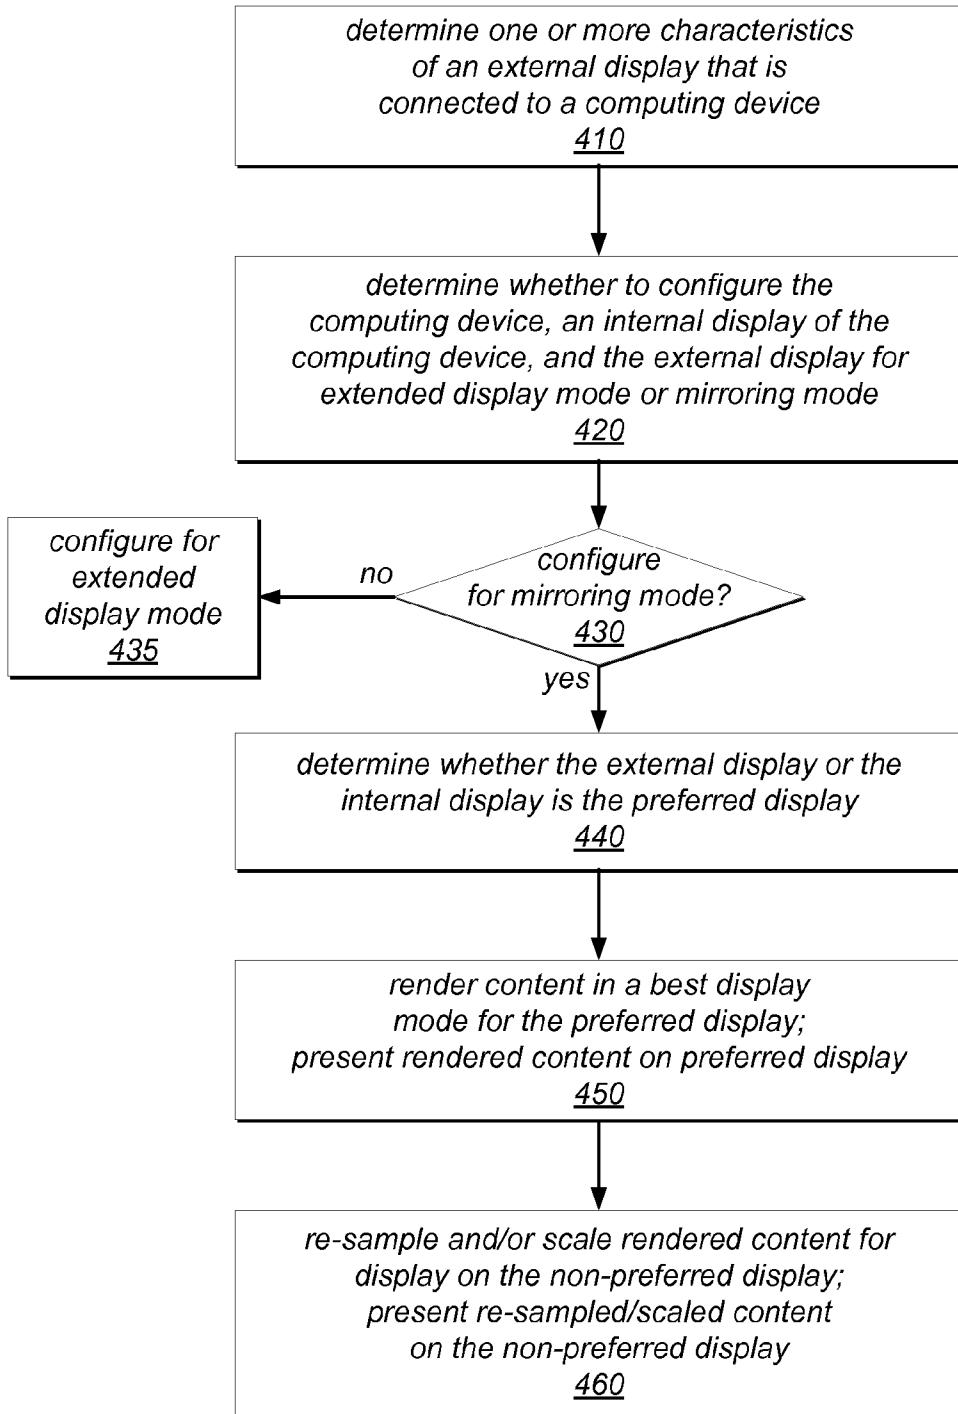 determine one or more characteristics
of an external display that is
connected to a computing device
410
determine whether to configure the
computing device, an internal display of the
computing device, and the external display for
extended display mode or mirroring mode
420
configure
for mirroring mode?
430
no
configure for
extended
display mode
435
yes
determine whether the external display or the
internal display is the preferred display
440
render content in a best display
mode for the preferred display;
present rendered content on preferred display
450
re-sample and/or scale rendered content for
display on the non-preferred display;
present re-sampled/scaled content
on the non-preferred display
460